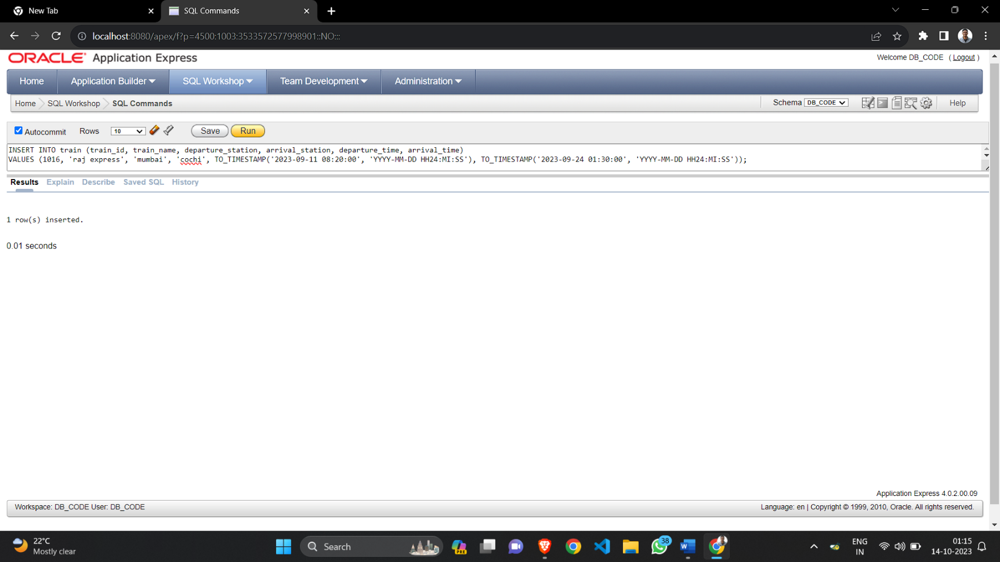 New Tab
SQL Commands
localhost:8080/apex/f?p=4500:1003:3533572577998901::NO:::
ORACLE® Application Express
Welcome DB_CODE ( Logout )
Home Application Builder SQL Workshop Team Development Administration
Home SQL Workshop SQL Commands
Schema DB_CODE Help
Autocommit Rows 10 Save Run
INSERT INTO train (train_id, train_name, departure_station, arrival_station, departure_time, arrival_time)
VALUES (1016, 'raj express', 'mumbai', 'cochi', TO_TIMESTAMP('2023-09-11 08:20:00', 'YYYY-MM-DD HH24:MI:SS'), TO_TIMESTAMP('2023-09-24 01:30:00', 'YYYY-MM-DD HH24:MI:SS'));
Results Explain Describe Saved SQL History
1 row(s) inserted.
0.01 seconds
Application Express 4.0.2.00.09
Workspace: DB_CODE User: DB_CODE
Language: en | Copyright © 1999, 2010, Oracle. All rights reserved.
22°C
Mostly clear
Search
PRE
38
ENG
IN
01:15
14-10-2023